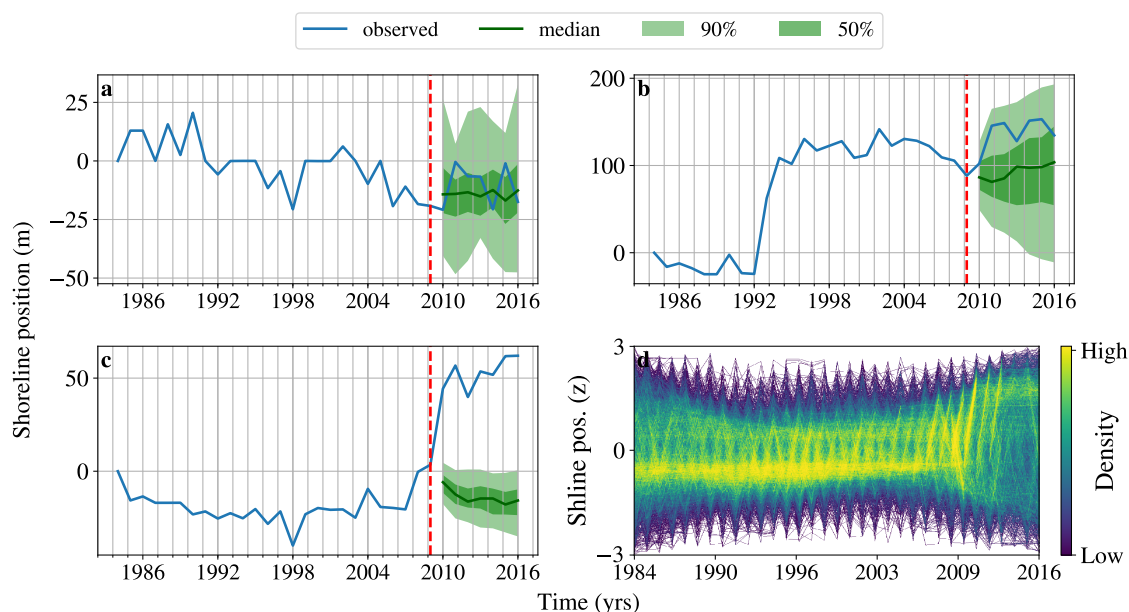 observed median 90% 50%
a
25
0
−25
−50
1986 1992 1998 2004 2010 2016
b
200
100
0
1986 1992 1998 2004 2010 2016
Shoreline position (m)
c
50
0
1986 1992 1998 2004 2010 2016
d
3
0
−3
Shline pos. (z)
1984 1990 1996 2003 2009 2016
High
Density
Low
Time (yrs)